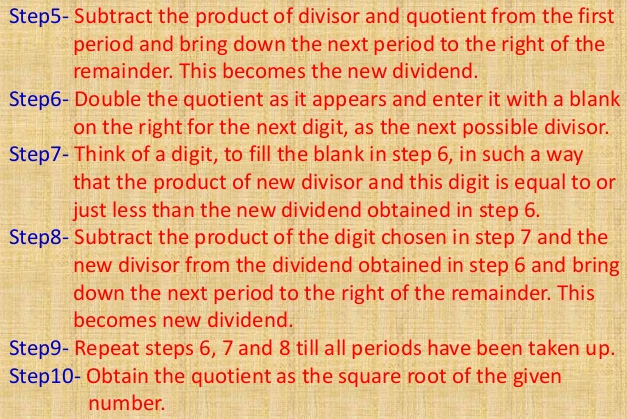 Step5- Subtract the product of divisor and quotient from the first
period and bring down the next period to the right of the
remainder. This becomes the new dividend.
Step6- Double the quotient as it appears and enter it with a blank
on the right for the next digit, as the next possible divisor.
Step7- Think of a digit, to fill the blank in step 6, in such a way
that the product of new divisor and this digit is equal to or
just less than the new dividend obtained in step 6.
Step8- Subtract the product of the digit chosen in step 7 and the
new divisor from the dividend obtained in step 6 and bring
down the next period to the right of the remainder. This
becomes new dividend.
Step9- Repeat steps 6, 7 and 8 till all periods have been taken up.
Step10- Obtain the quotient as the square root of the given
number.